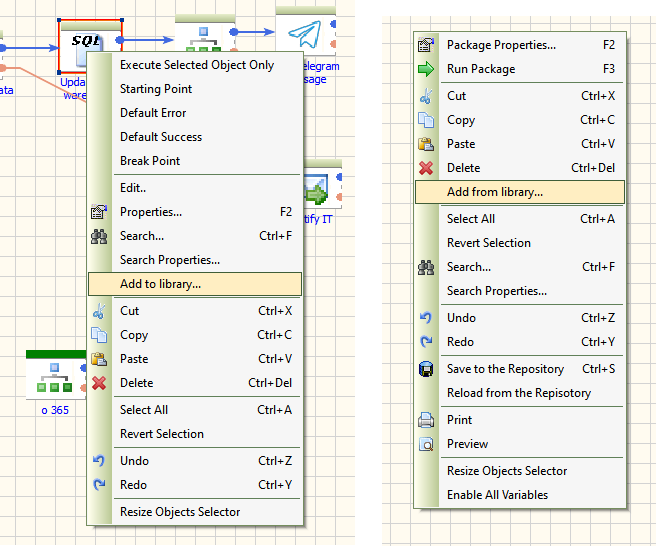 SQL
Upda
ware
elegram
sage
ata
tify IT
o 365
Execute Selected Object Only
Starting Point
Default Error
Default Success
Break Point
Edit..
Properties... F2
Search... Ctrl+F
Search Properties...
Add to library...
Cut Ctrl+X
Copy Ctrl+C
Paste Ctrl+V
Delete Ctrl+Del
Select All Ctrl+A
Revert Selection
Undo Ctrl+Z
Redo Ctrl+Y
Resize Objects Selector
Package Properties... F2
Run Package F3
Cut Ctrl+X
Copy Ctrl+C
Paste Ctrl+V
Delete Ctrl+Del
Add from library...
Select All Ctrl+A
Revert Selection
Search... Ctrl+F
Search Properties...
Undo Ctrl+Z
Redo Ctrl+Y
Save to the Repository Ctrl+S
Reload from the Repisotory
Print
Preview
Resize Objects Selector
Enable All Variables